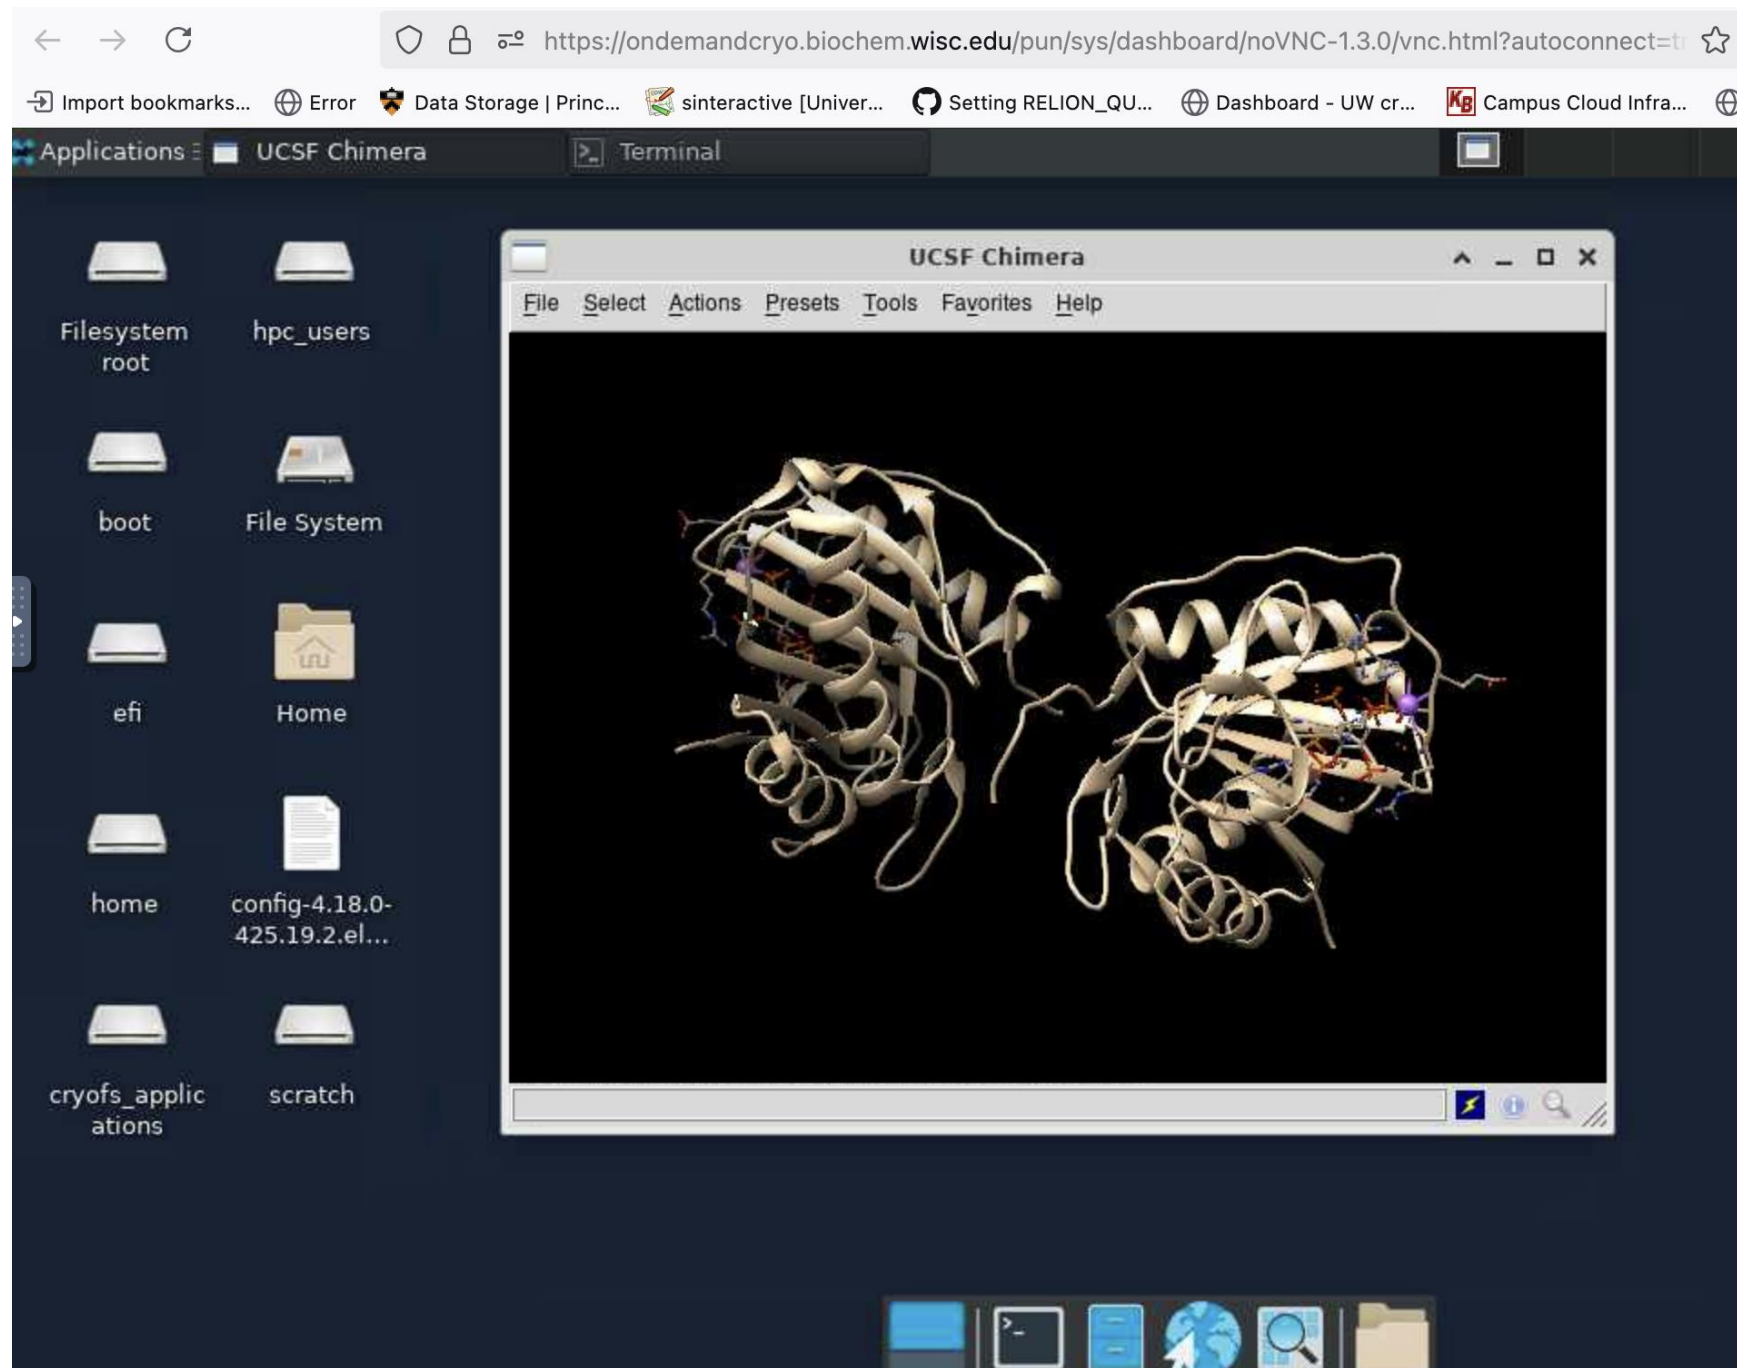 https://ondemandcryo.biochem.wisc.edu/pun/sys/dashboard/noVNC-1.3.0/vnc.html?autoconnect=tr
Import bookmarks... Error Data Storage | Princ... sinteractive [Univer... Setting RELION_QU... Dashboard - UW cr... KB Campus Cloud Infra...
Applications UCSF Chimera Terminal
UCSF Chimera
File Select Actions Presets Tools Favorites Help
Filesystem
root
hpc_users
boot
File System
efi
Home
home
config-4.18.0-
425.19.2.el...
cryofs_applic
ations
scratch